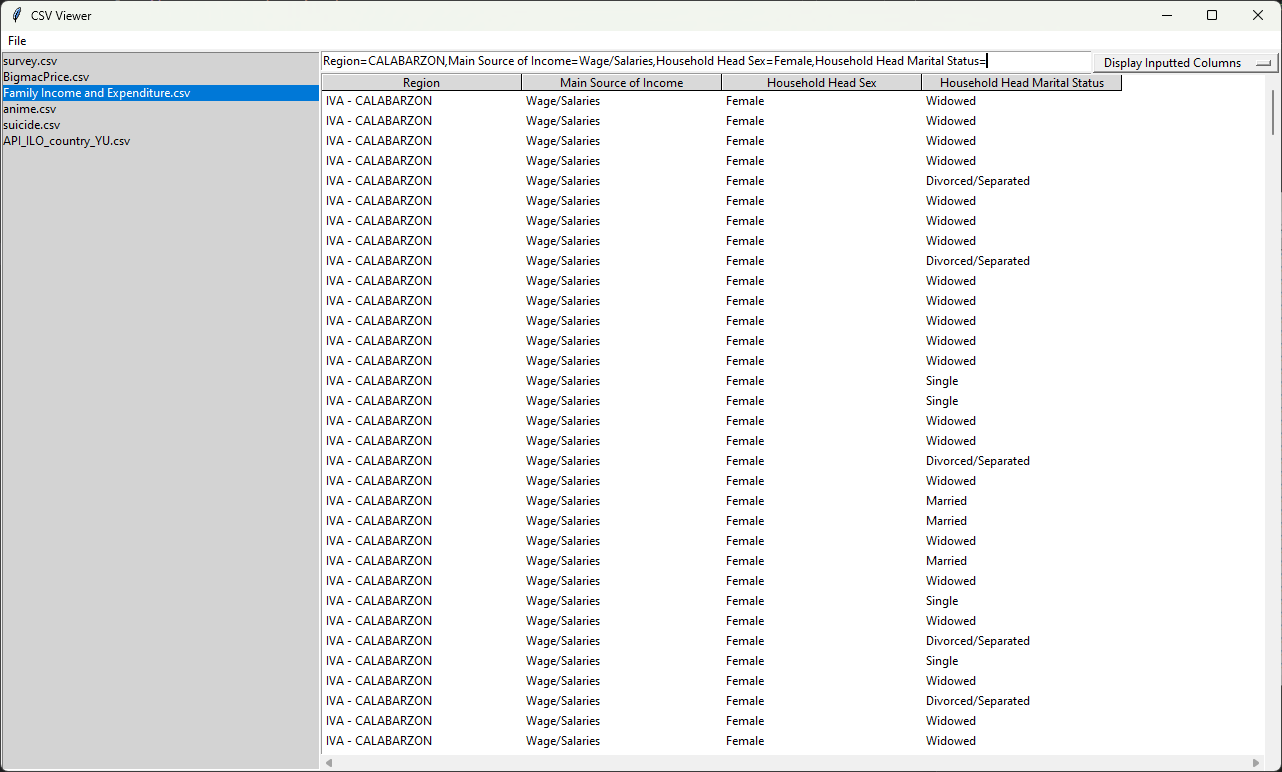 CSV Viewer
File
survey.csv
BigmacPrice.csv
Family Income and Expenditure.csv
anime.csv
suicide.csv
API_ILO_country_YU.csv
Region=CALABARZON,Main Source of Income=Wage/Salaries,Household Head Sex=Female,Household Head Marital Status= Display Inputted Columns
Region Main Source of Income Household Head Sex Household Head Marital Status
IVA - CALABARZON Wage/Salaries Female Widowed
IVA - CALABARZON Wage/Salaries Female Widowed
IVA - CALABARZON Wage/Salaries Female Widowed
IVA - CALABARZON Wage/Salaries Female Widowed
IVA - CALABARZON Wage/Salaries Female Divorced/Separated
IVA - CALABARZON Wage/Salaries Female Widowed
IVA - CALABARZON Wage/Salaries Female Widowed
IVA - CALABARZON Wage/Salaries Female Widowed
IVA - CALABARZON Wage/Salaries Female Divorced/Separated
IVA - CALABARZON Wage/Salaries Female Widowed
IVA - CALABARZON Wage/Salaries Female Widowed
IVA - CALABARZON Wage/Salaries Female Widowed
IVA - CALABARZON Wage/Salaries Female Widowed
IVA - CALABARZON Wage/Salaries Female Widowed
IVA - CALABARZON Wage/Salaries Female Single
IVA - CALABARZON Wage/Salaries Female Single
IVA - CALABARZON Wage/Salaries Female Widowed
IVA - CALABARZON Wage/Salaries Female Widowed
IVA - CALABARZON Wage/Salaries Female Divorced/Separated
IVA - CALABARZON Wage/Salaries Female Widowed
IVA - CALABARZON Wage/Salaries Female Married
IVA - CALABARZON Wage/Salaries Female Married
IVA - CALABARZON Wage/Salaries Female Widowed
IVA - CALABARZON Wage/Salaries Female Married
IVA - CALABARZON Wage/Salaries Female Widowed
IVA - CALABARZON Wage/Salaries Female Single
IVA - CALABARZON Wage/Salaries Female Widowed
IVA - CALABARZON Wage/Salaries Female Divorced/Separated
IVA - CALABARZON Wage/Salaries Female Single
IVA - CALABARZON Wage/Salaries Female Widowed
IVA - CALABARZON Wage/Salaries Female Divorced/Separated
IVA - CALABARZON Wage/Salaries Female Widowed
IVA - CALABARZON Wage/Salaries Female Widowed